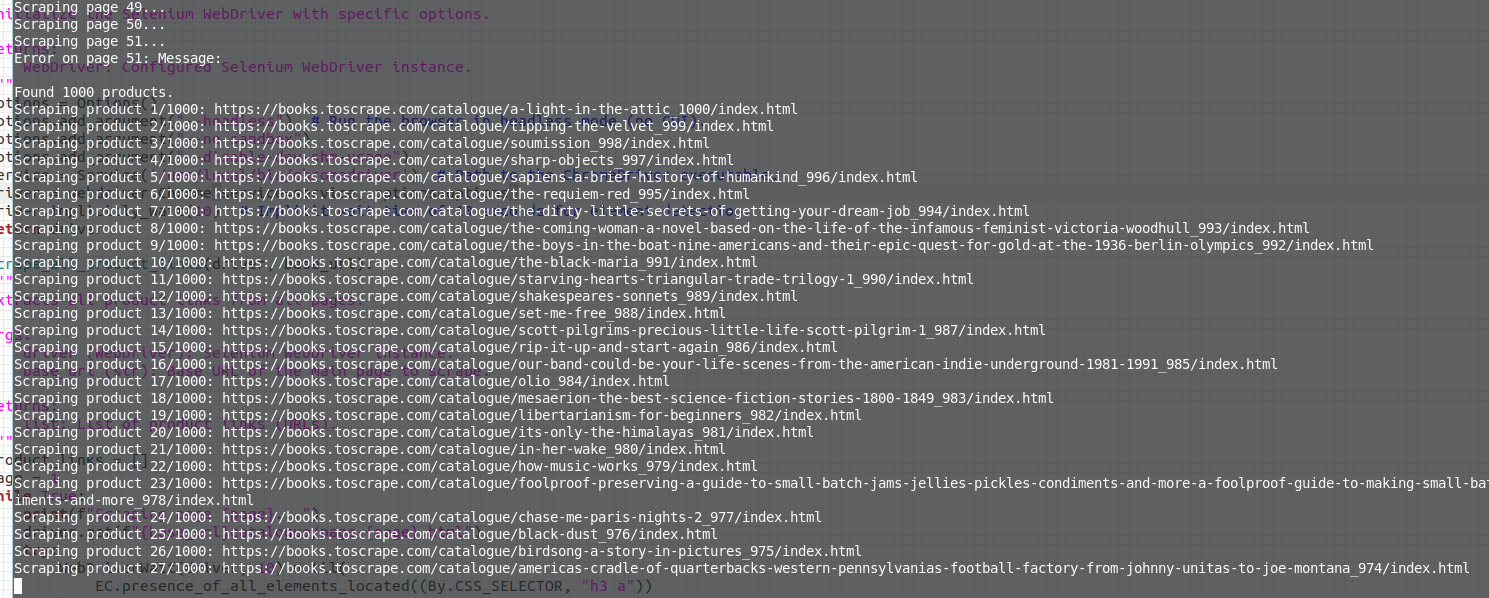 Scraping page 49...
Scraping page 50...
Scraping page 51...
Error on page 51: Message:
Found 1000 products.
Scraping product 1/1000: https://books.toscrape.com/catalogue/a-light-in-the-attic_1000/index.html
Scraping product 2/1000: https://books.toscrape.com/catalogue/tipping-the-velvet_999/index.html
Scraping product 3/1000: https://books.toscrape.com/catalogue/soumission_998/index.html
Scraping product 4/1000: https://books.toscrape.com/catalogue/sharp-objects_997/index.html
Scraping product 5/1000: https://books.toscrape.com/catalogue/sapiens-a-brief-history-of-humankind_996/index.html
Scraping product 6/1000: https://books.toscrape.com/catalogue/the-requiem-red_995/index.html
Scraping product 7/1000: https://books.toscrape.com/catalogue/the-dirty-little-secrets-of-getting-your-dream-job_994/index.html
Scraping product 8/1000: https://books.toscrape.com/catalogue/the-coming-woman-a-novel-based-on-the-life-of-the-infamous-feminist-victoria-woodhull_993/index.html
Scraping product 9/1000: https://books.toscrape.com/catalogue/the-boys-in-the-boat-nine-americans-and-their-epic-quest-for-gold-at-the-1936-berlin-olympics_992/index.html
Scraping product 10/1000: https://books.toscrape.com/catalogue/the-black-maria_991/index.html
Scraping product 11/1000: https://books.toscrape.com/catalogue/starving-hearts-triangular-trade-trilogy-1_990/index.html
Scraping product 12/1000: https://books.toscrape.com/catalogue/shakespeares-sonnets_989/index.html
Scraping product 13/1000: https://books.toscrape.com/catalogue/set-me-free_988/index.html
Scraping product 14/1000: https://books.toscrape.com/catalogue/scott-pilgrims-precious-little-life-scott-pilgrim-1_987/index.html
Scraping product 15/1000: https://books.toscrape.com/catalogue/rip-it-up-and-start-again_986/index.html
Scraping product 16/1000: https://books.toscrape.com/catalogue/our-band-could-be-your-life-scenes-from-the-american-indie-underground-1981-1991_985/index.html
Scraping product 17/1000: https://books.toscrape.com/catalogue/olio_984/index.html
Scraping product 18/1000: https://books.toscrape.com/catalogue/mesaerion-the-best-science-fiction-stories-1800-1849_983/index.html
Scraping product 19/1000: https://books.toscrape.com/catalogue/libertarianism-for-beginners_982/index.html
Scraping product 20/1000: https://books.toscrape.com/catalogue/its-only-the-himalayas_981/index.html
Scraping product 21/1000: https://books.toscrape.com/catalogue/in-her-wake_980/index.html
Scraping product 22/1000: https://books.toscrape.com/catalogue/how-music-works_979/index.html
Scraping product 23/1000: https://books.toscrape.com/catalogue/foolproof-preserving-a-guide-to-small-batch-jams-jellies-pickles-condiments-and-more-a-foolproof-guide-to-making-small-bat
iments-and-more_978/index.html
Scraping product 24/1000: https://books.toscrape.com/catalogue/chase-me-paris-nights-2_977/index.html
Scraping product 25/1000: https://books.toscrape.com/catalogue/black-dust_976/index.html
Scraping product 26/1000: https://books.toscrape.com/catalogue/birdsong-a-story-in-pictures_975/index.html
Scraping product 27/1000: https://books.toscrape.com/catalogue/americas-cradle-of-quarterbacks-western-pennsylvanias-football-factory-from-johnny-unitas-to-joe-montana_974/index.html
EC.presence_of_all_elements_located((By.CSS_SELECTOR, "h3 a"))